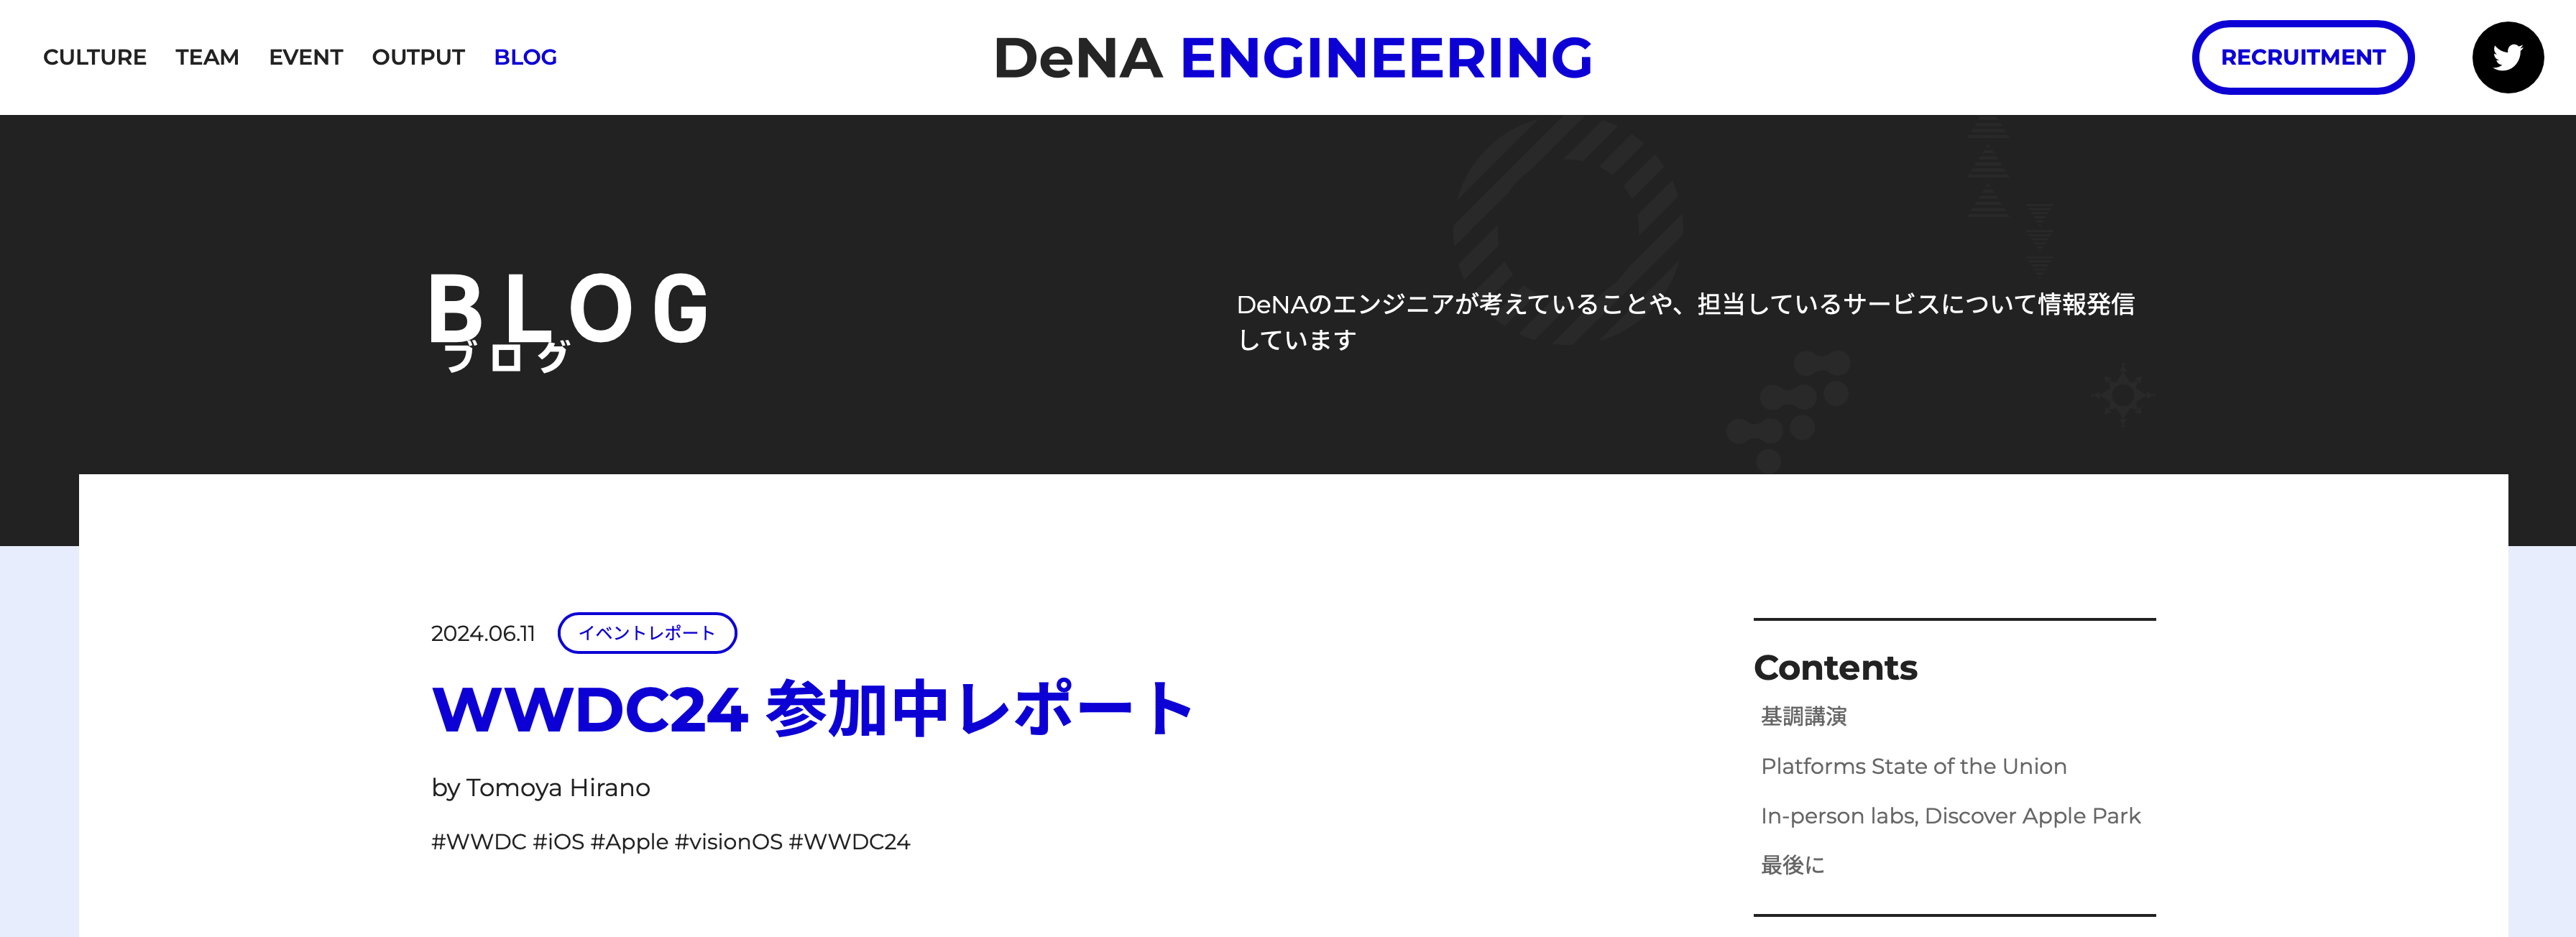 CULTURE TEAM EVENT OUTPUT BLOG
DeNA ENGINEERING
RECRUITMENT
BLOG
ブログ
DeNAのエンジニアが考えていることや、担当しているサービスについて情報発信
しています
2024.06.11 イベントレポート
WWDC24 参加中レポート
by Tomoya Hirano
#WWDC #iOS #Apple #visionOS #WWDC24
Contents
基調講演
Platforms State of the Union
In-person labs, Discover Apple Park
最後に